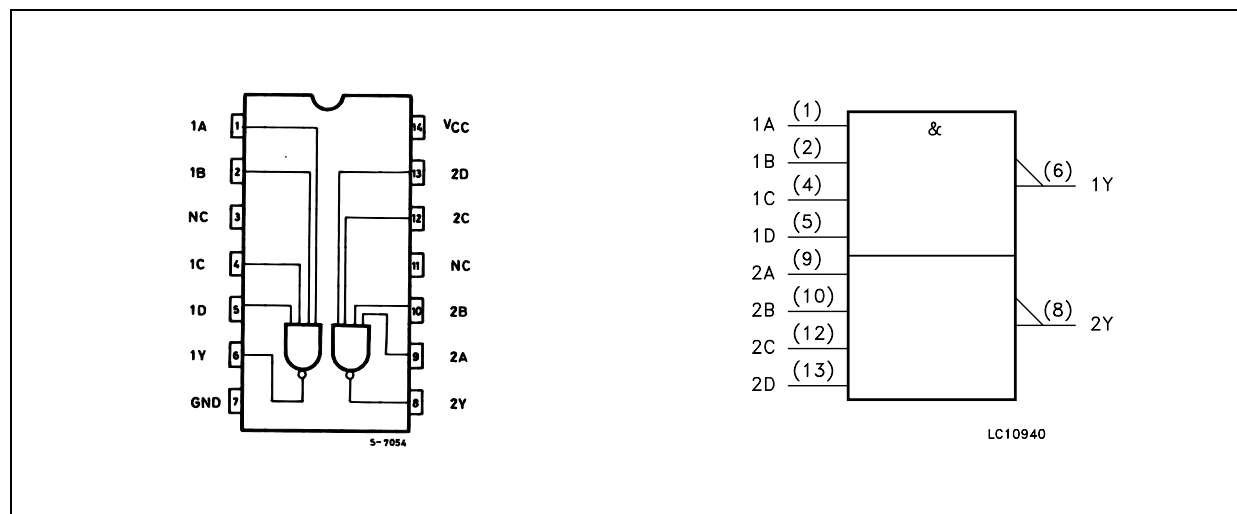 1A 1 14 VCC
1B 2 13 2D
NC 3 12 2C
1C 4 11 NC
1D 5 10 2B
1Y 6 9 2A
GND 7 8 2Y
S-7054
&
1A (1)
1B (2)
1C (4)
1D (5)
2A (9)
2B (10)
2C (12)
2D (13)
(6) 1Y
(8) 2Y
LC10940